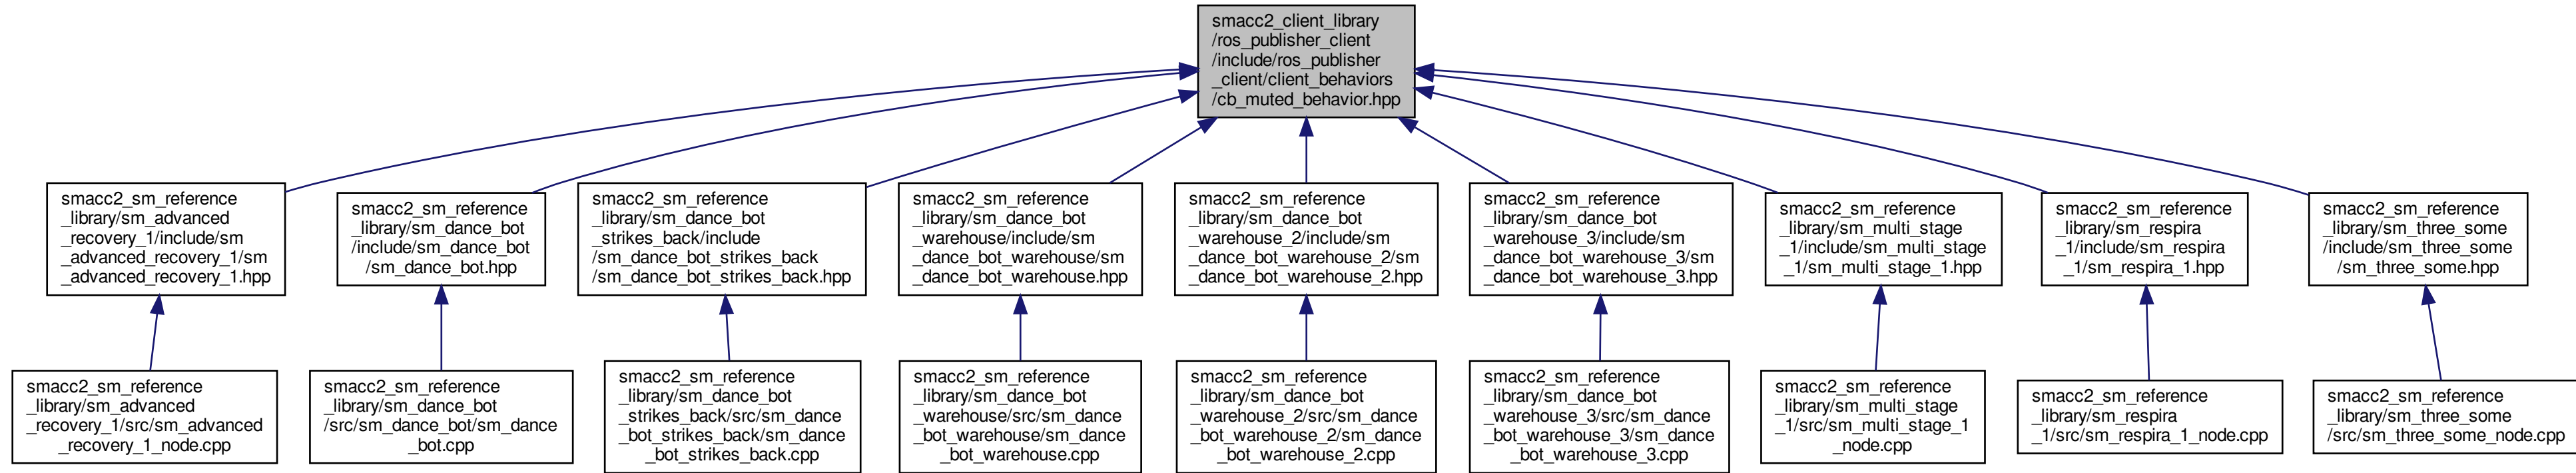 smacc2_client_library
/ros_publisher_client
/include/ros_publisher
_client/client_behaviors
/cb_muted_behavior.hpp
smacc2_sm_reference
_library/sm_advanced
_recovery_1/include/sm
_advanced_recovery_1/sm
_advanced_recovery_1.hpp
smacc2_sm_reference
_library/sm_dance_bot
/include/sm_dance_bot
/sm_dance_bot.hpp
smacc2_sm_reference
_library/sm_dance_bot
_strikes_back/include
/sm_dance_bot_strikes_back
/sm_dance_bot_strikes_back.hpp
smacc2_sm_reference
_library/sm_dance_bot
_warehouse/include/sm
_dance_bot_warehouse/sm
_dance_bot_warehouse.hpp
smacc2_sm_reference
_library/sm_dance_bot
_warehouse_2/include/sm
_dance_bot_warehouse_2/sm
_dance_bot_warehouse_2.hpp
smacc2_sm_reference
_library/sm_dance_bot
_warehouse_3/include/sm
_dance_bot_warehouse_3/sm
_dance_bot_warehouse_3.hpp
smacc2_sm_reference
_library/sm_multi_stage
_1/include/sm_multi_stage
_1/sm_multi_stage_1.hpp
smacc2_sm_reference
_library/sm_respira
_1/include/sm_respira
_1/sm_respira_1.hpp
smacc2_sm_reference
_library/sm_three_some
/include/sm_three_some
/sm_three_some.hpp
smacc2_sm_reference
_library/sm_advanced
_recovery_1/src/sm_advanced
_recovery_1_node.cpp
smacc2_sm_reference
_library/sm_dance_bot
/src/sm_dance_bot/sm_dance
_bot.cpp
smacc2_sm_reference
_library/sm_dance_bot
_strikes_back/src/sm_dance
_bot_strikes_back/sm_dance
_bot_strikes_back.cpp
smacc2_sm_reference
_library/sm_dance_bot
_warehouse/src/sm_dance
_bot_warehouse/sm_dance
_bot_warehouse.cpp
smacc2_sm_reference
_library/sm_dance_bot
_warehouse_2/src/sm_dance
_bot_warehouse_2/sm_dance
_bot_warehouse_2.cpp
smacc2_sm_reference
_library/sm_dance_bot
_warehouse_3/src/sm_dance
_bot_warehouse_3/sm_dance
_bot_warehouse_3.cpp
smacc2_sm_reference
_library/sm_multi_stage
_1/src/sm_multi_stage_1
_node.cpp
smacc2_sm_reference
_library/sm_respira
_1/src/sm_respira_1_node.cpp
smacc2_sm_reference
_library/sm_three_some
/src/sm_three_some_node.cpp